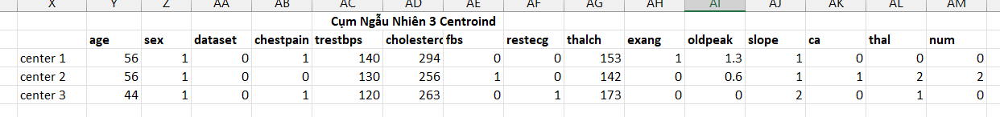 X Y Z AA AB AC AD AE AF AG AH AI AJ AK AL AM
Cụm Ngẫu Nhiên 3 Centroind
age sex dataset chestpain trestbps cholesterc fbs restecg thalch exang oldpeak slope ca thal num
center 1 56 1 0 1 140 294 0 0 153 1 1.3 1 0 0 0
center 2 56 1 0 0 130 256 1 0 142 0 0.6 1 1 2 2
center 3 44 1 0 1 120 263 0 1 173 0 0 2 0 1 0